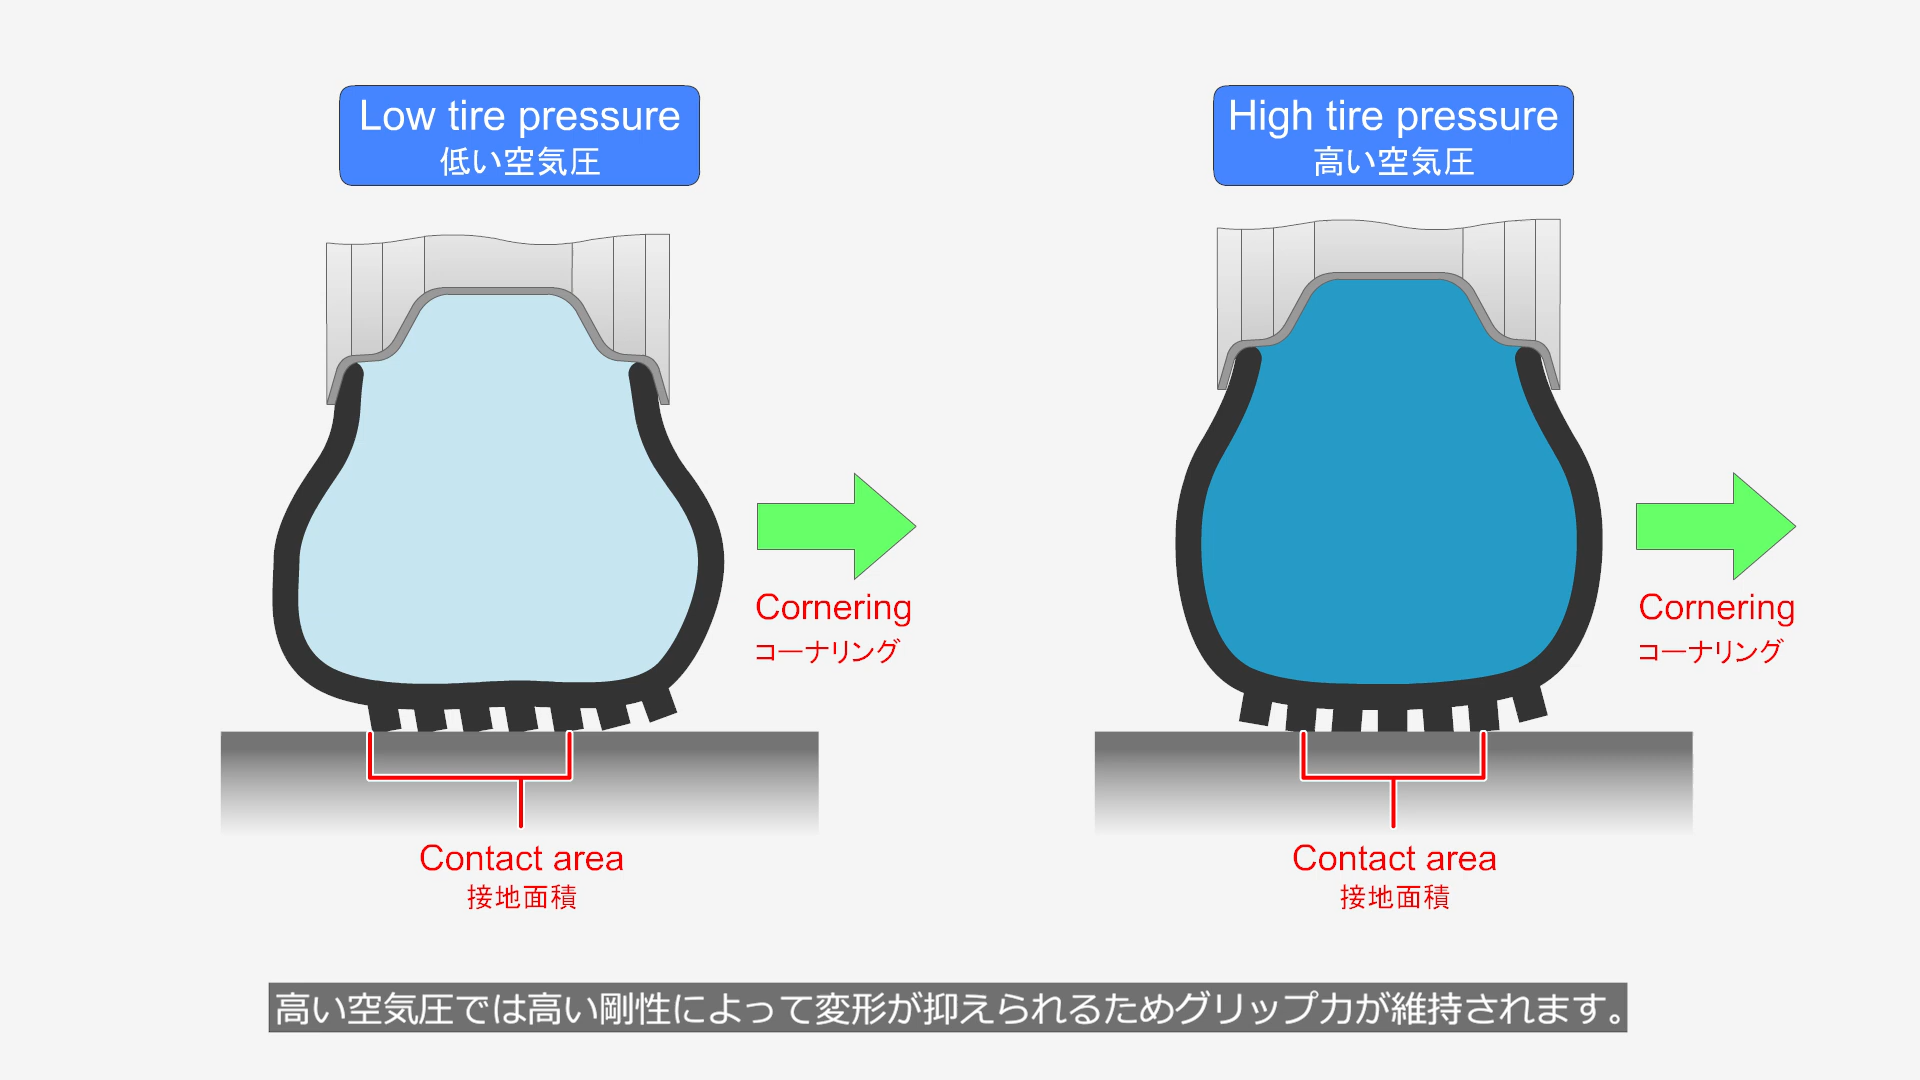 Low tire pressure
低い空気圧
High tire pressure
高い空気圧
Cornering
コーナリング
Cornering
コーナリング
Contact area
接地面積
Contact area
接地面積
高い空気圧では高い剛性によって変形が抑えられるためグリップ力が維持されます。